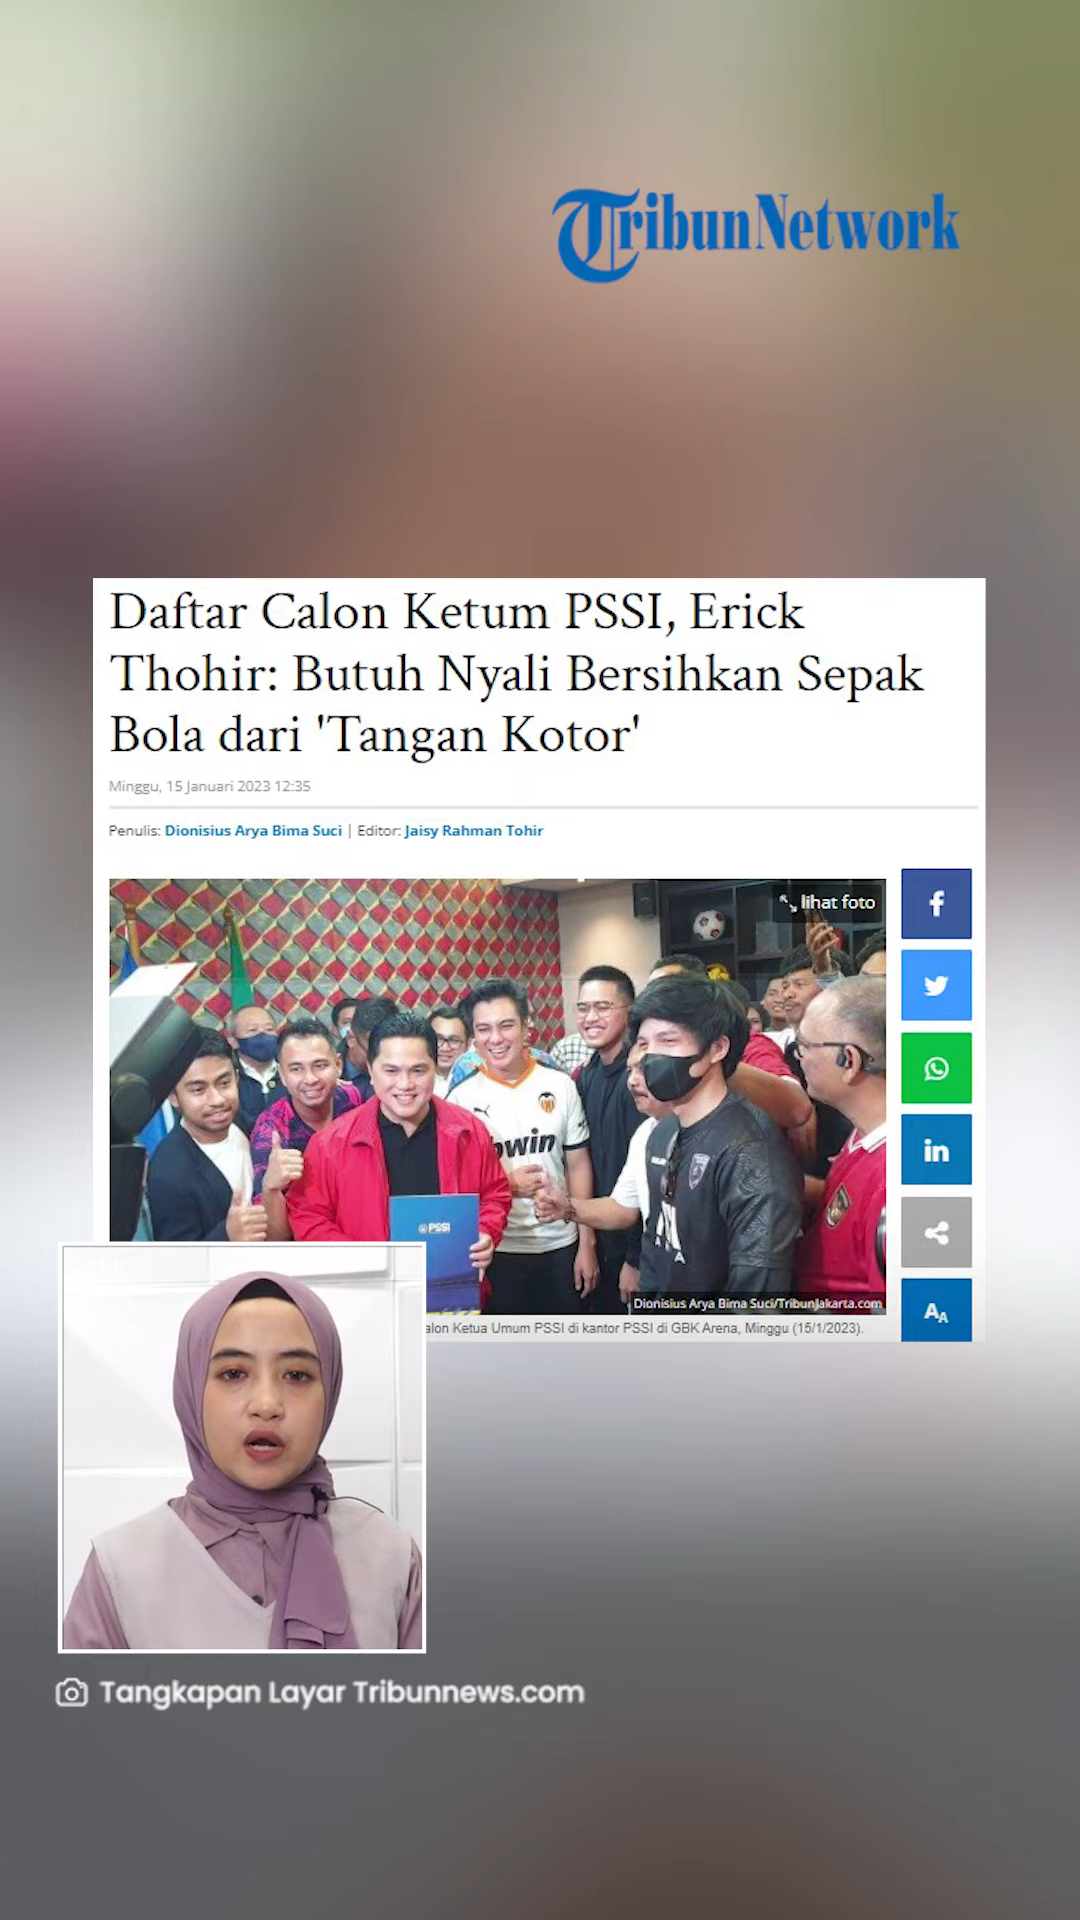 TribunNetwork
Daftar Calon Ketum PSSI, Erick
Thohir: Butuh Nyali Bersihkan Sepak
Bola dari 'Tangan Kotor'
Minggu, 15 Januari 2023 12:35
Penulis: Dionisius Arya Bima Suci | Editor: Jaisy Rahman Tohir
lihat foto
bwin
PSSI
Dionisius Arya Bima Suci/TribunJakarta.com
alon Ketua Umum PSSI di kantor PSSI di GBK Arena, Minggu (15/1/2023).
f
in
AA
Tangkapan Layar Tribunnews.com